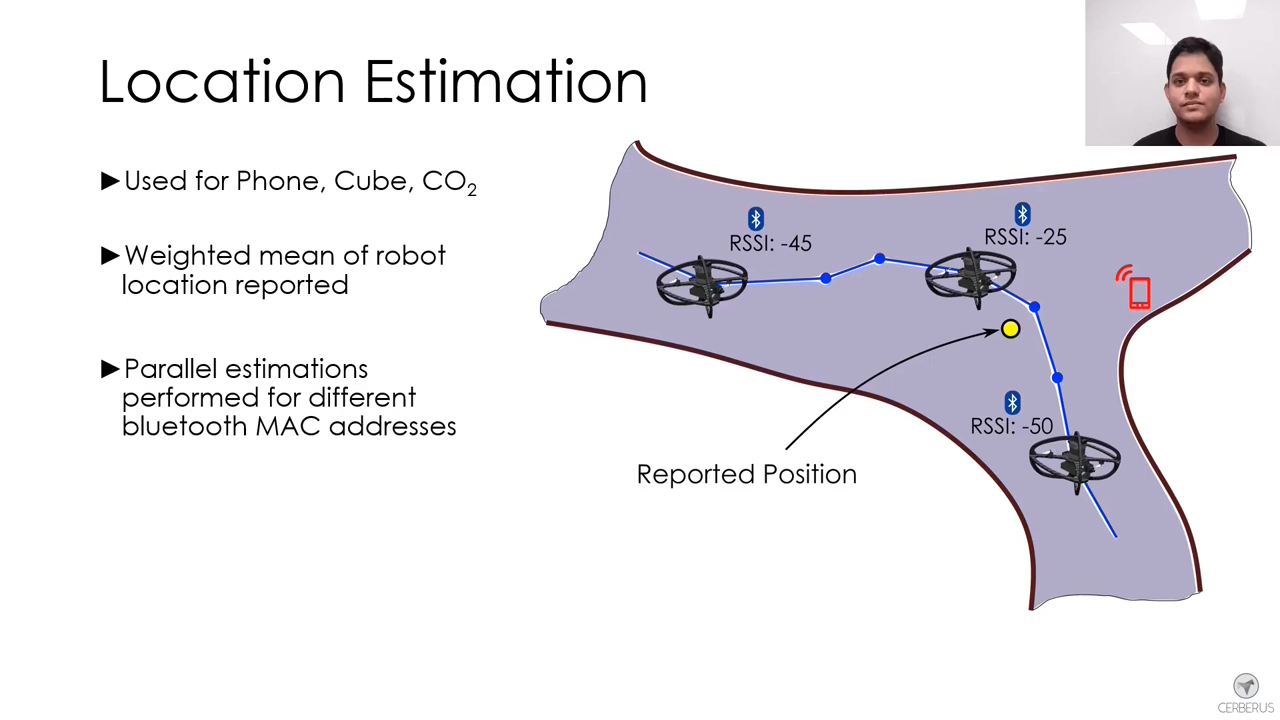 Location Estimation
►Used for Phone, Cube, CO₂
►Weighted mean of robot
location reported
►Parallel estimations
performed for different
bluetooth MAC addresses
RSSI: -45
RSSI: -25
RSSI: -50
Reported Position
CERBERUS